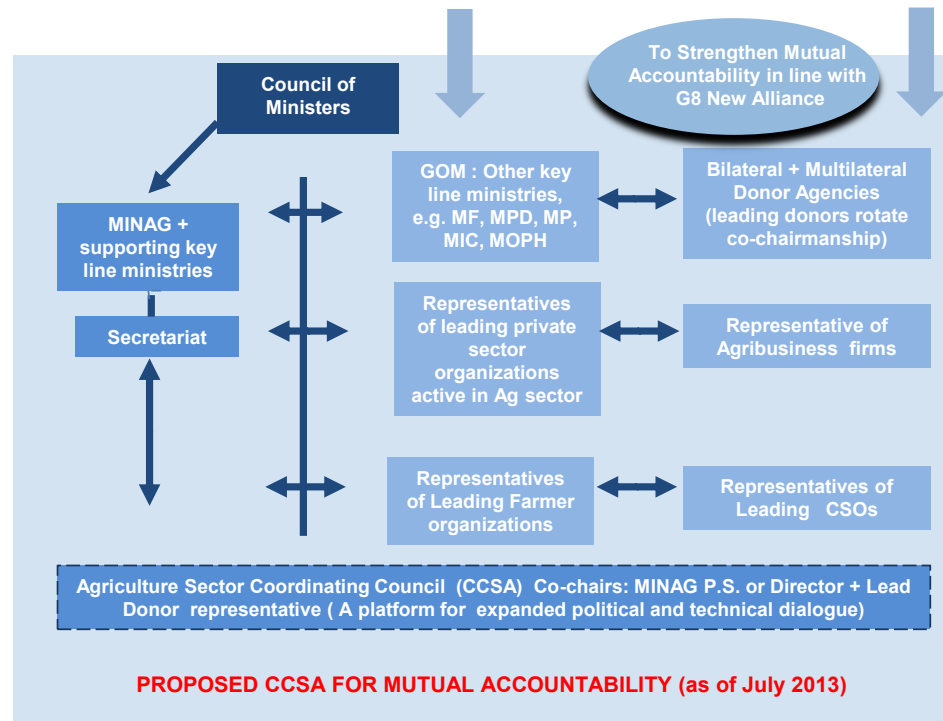 To Strengthen Mutual
Accountability in line with
G8 New Alliance
Council of
Ministers
GOM : Other key
line ministries,
e.g. MF, MPD, MP,
MIC, MOPH
Bilateral + Multilateral
Donor Agencies
(leading donors rotate
co-chairmanship)
MINAG +
supporting key
line ministries
Secretariat
Representatives
of leading private
sector
organizations
active in Ag sector
Representative of
Agribusiness firms
Representatives
of Leading Farmer
organizations
Representatives of
Leading CSOs
Agriculture Sector Coordinating Council (CCSA) Co-chairs: MINAG P.S. or Director + Lead
Donor representative ( A platform for expanded political and technical dialogue)
PROPOSED CCSA FOR MUTUAL ACCOUNTABILITY (as of July 2013)